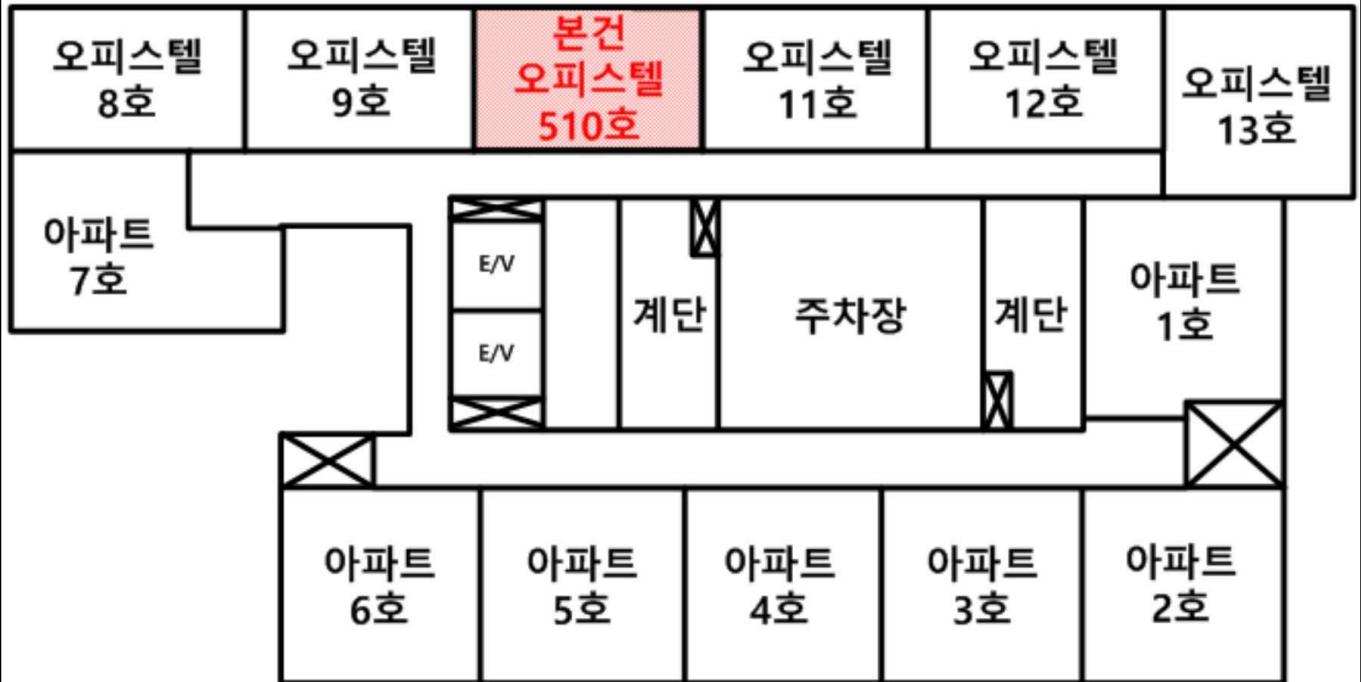 오피스텔
8호
오피스텔
9호
본건
오피스텔
510호
오피스텔
11호
오피스텔
12호
오피스텔
13호
아파트
7호
E/V
E/V
계단
주차장
계단
아파트
1호
아파트
6호
아파트
5호
아파트
4호
아파트
3호
아파트
2호